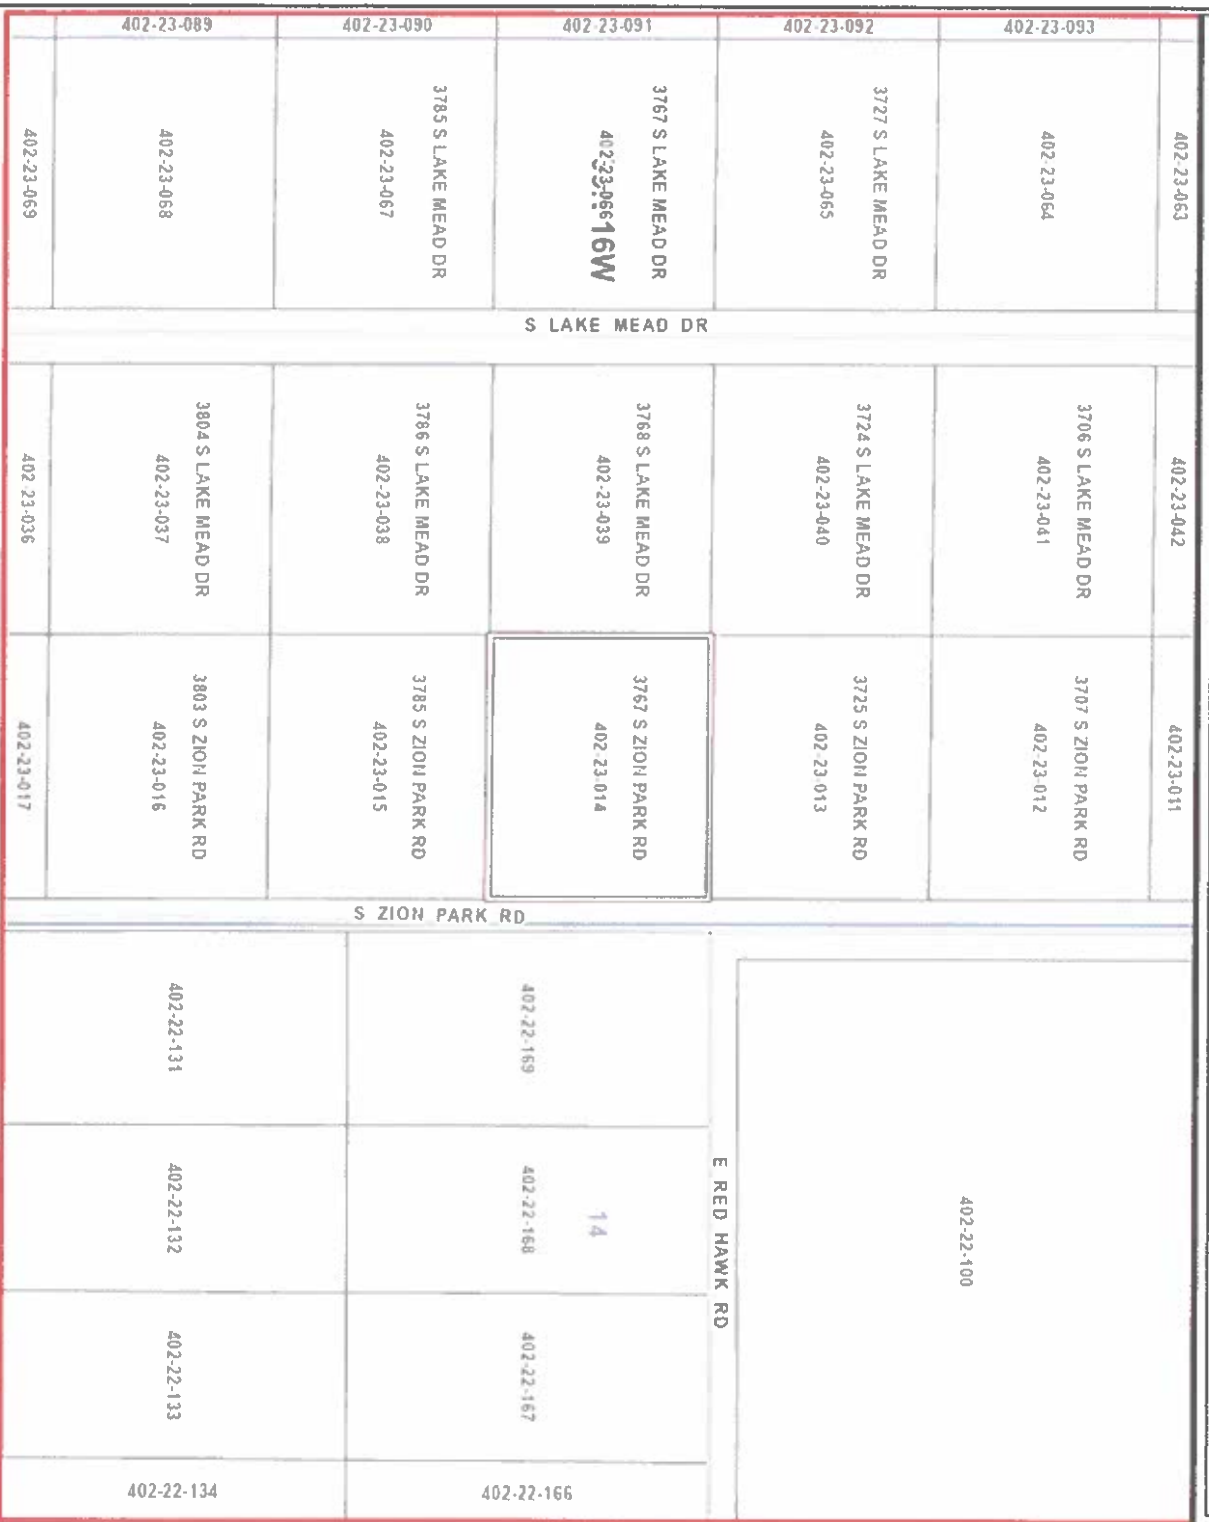 402-23-089
402-23-090
402-23-091
402-23-092
402-23-093
402-23-069
402-23-068
3785 S LAKE MEAD DR
402-23-067
3767 S LAKE MEAD DR
402-23-066
16W
3727 S LAKE MEAD DR
402-23-065
402-23-064
402-23-063
S LAKE MEAD DR
402-23-036
3804 S LAKE MEAD DR
402-23-037
3786 S LAKE MEAD DR
402-23-038
3768 S LAKE MEAD DR
402-23-039
3724 S LAKE MEAD DR
402-23-040
3706 S LAKE MEAD DR
402-23-041
402-23-042
402-23-017
3803 S ZION PARK RD
402-23-016
3785 S ZION PARK RD
402-23-015
3767 S ZION PARK RD
402-23-014
3725 S ZION PARK RD
402-23-013
3707 S ZION PARK RD
402-23-012
402-23-011
S ZION PARK RD
402-22-131
402-22-169
402-22-132
402-22-168
14
E RED HAWK RD
402-22-100
402-22-133
402-22-167
402-22-134
402-22-166